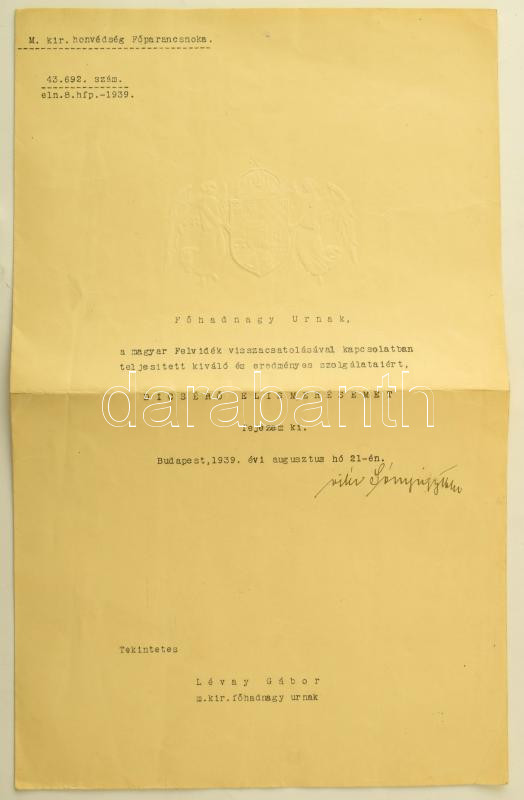 M. kir. honvédség Főparancsnoka.
43.692. szám.
eln.8.hfp.-1939.
Főhadnagy Urnak,
a magyar Felvidék visszacsatolásával kapcsolatban
teljesitett kiváló és eredményes szolgálataiért,
DICSÉRŐ ELISMERÉSEMET
fejezem ki.
Budapest,1939. évi augusztus hó 21-én.
vitéz
darabanth
Tekintetes
Lévay Gábor
m.kir.főhadnagy urnak